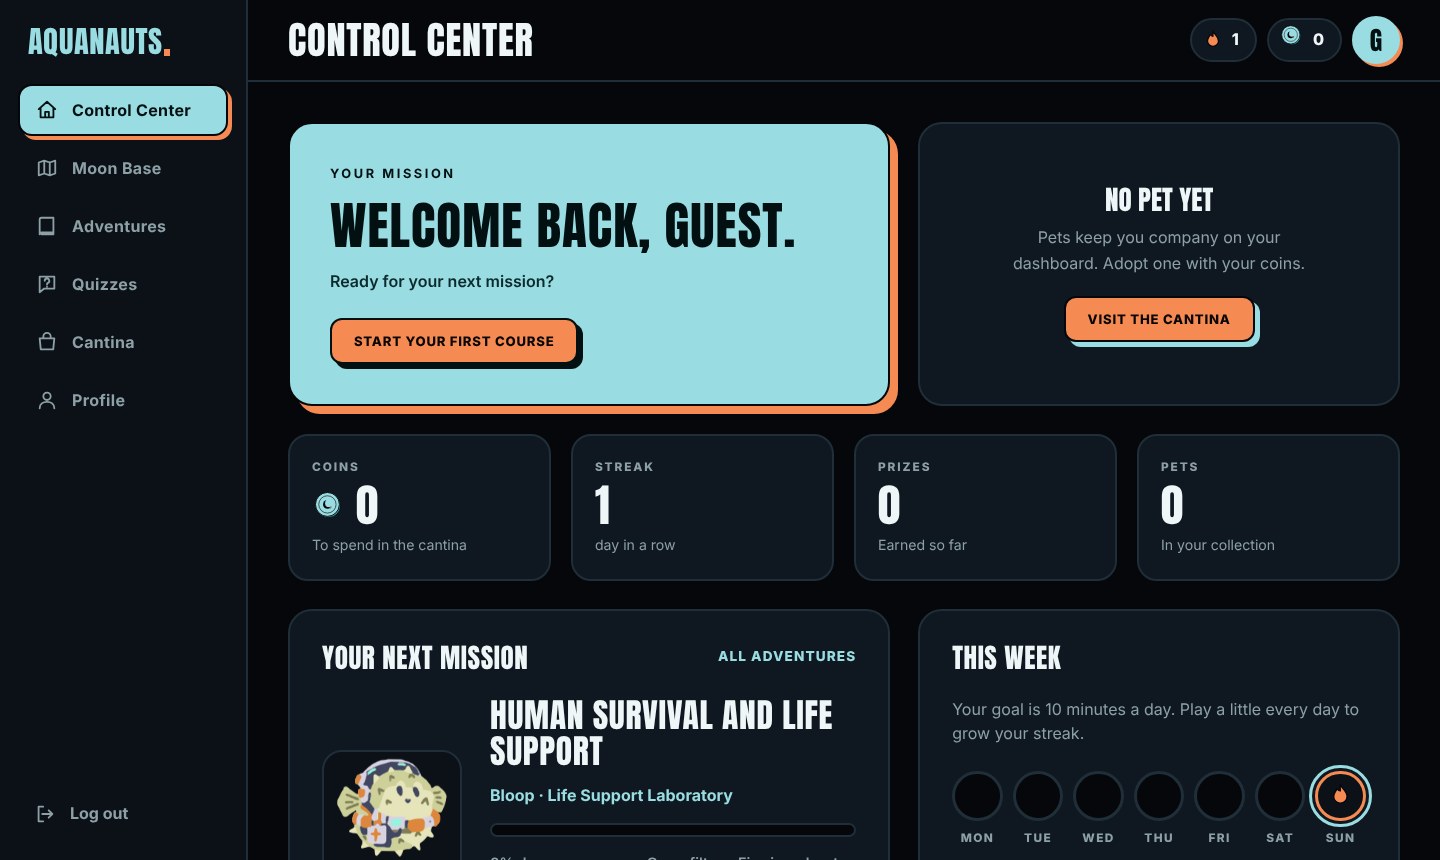 AQUANAUTS.
Control Center
Moon Base
Adventures
Quizzes
Cantina
Profile
Log out
CONTROL CENTER
1
0
G
YOUR MISSION
WELCOME BACK, GUEST.
Ready for your next mission?
START YOUR FIRST COURSE
NO PET YET
Pets keep you company on your
dashboard. Adopt one with your coins.
VISIT THE CANTINA
COINS
0
To spend in the cantina
STREAK
1
day in a row
PRIZES
0
Earned so far
PETS
0
In your collection
YOUR NEXT MISSION
ALL ADVENTURES
HUMAN SURVIVAL AND LIFE
SUPPORT
Bloop · Life Support Laboratory
THIS WEEK
Your goal is 10 minutes a day. Play a little every day to
grow your streak.
MON TUE WED THU FRI SAT SUN